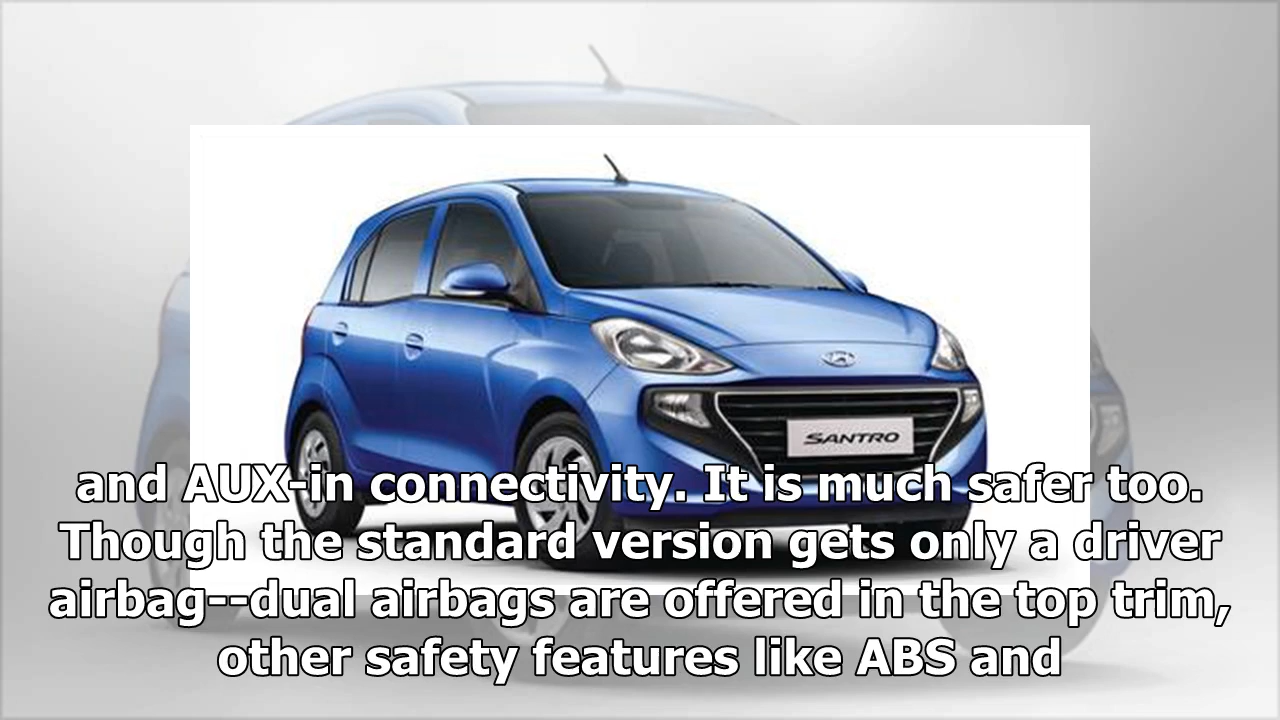 SANTRO
and AUX-in connectivity. It is much safer too.
Though the standard version gets only a driver
airbag--dual airbags are offered in the top trim,
other safety features like ABS and